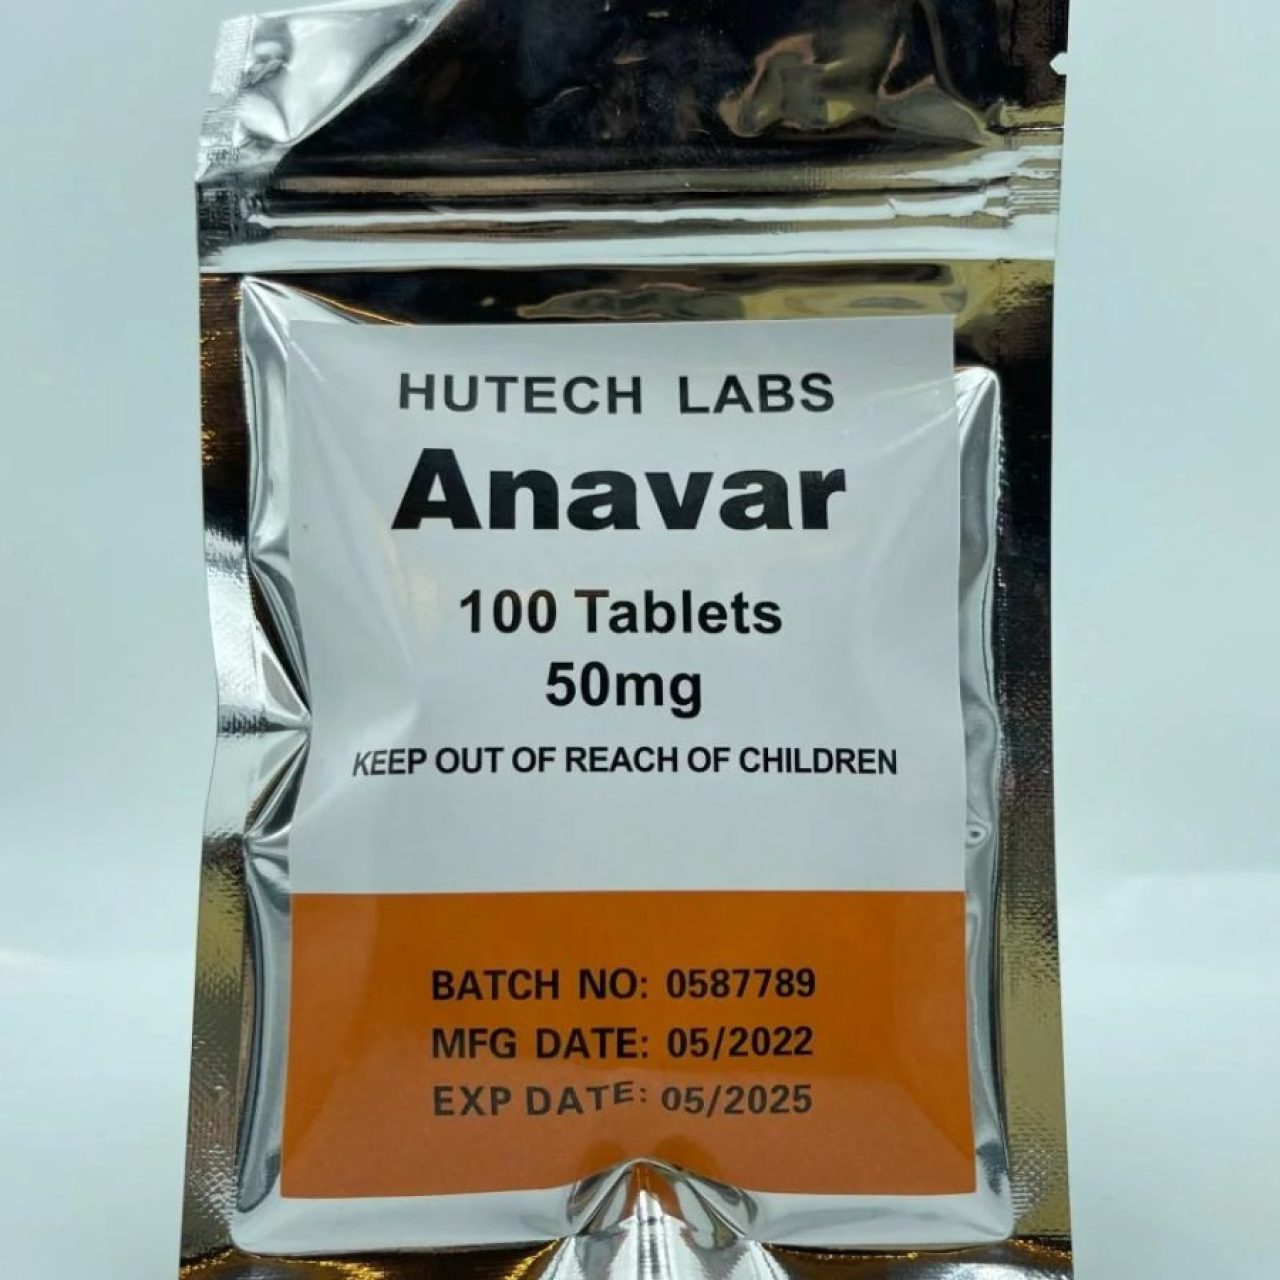 HUTECH LABS
Anavar
100 Tablets
50mg
KEEP OUT OF REACH OF CHILDREN
BATCH NO: 0587789
MFG DATE: 05/2022
EXP DATE: 05/2025